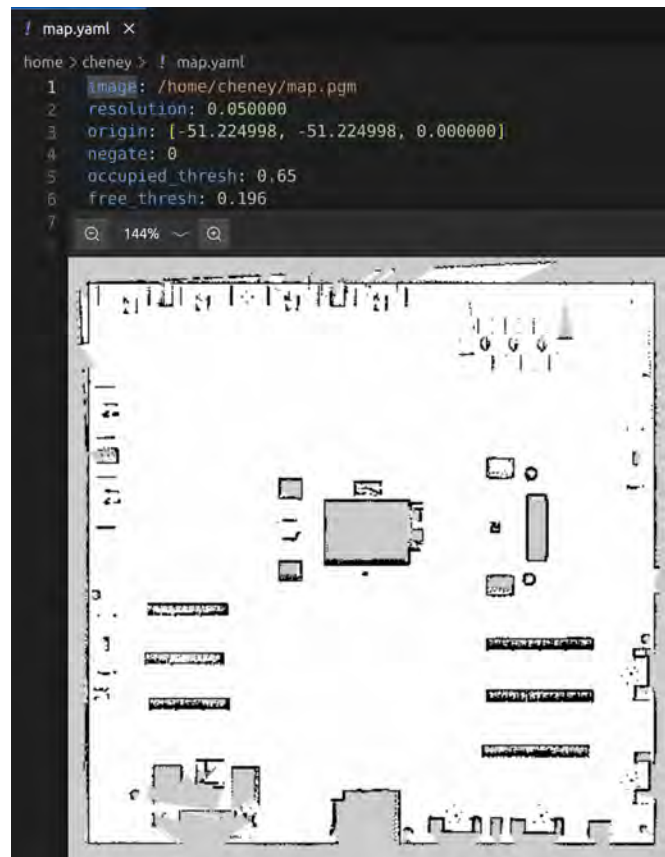 ! map.yaml ×
home > cheney > ! map.yaml
1 image: /home/cheney/map.pgm
2 resolution: 0.050000
3 origin: [-51.224998, -51.224998, 0.000000]
4 negate: 0
5 occupied_thresh: 0.65
6 free_thresh: 0.196
7
144%